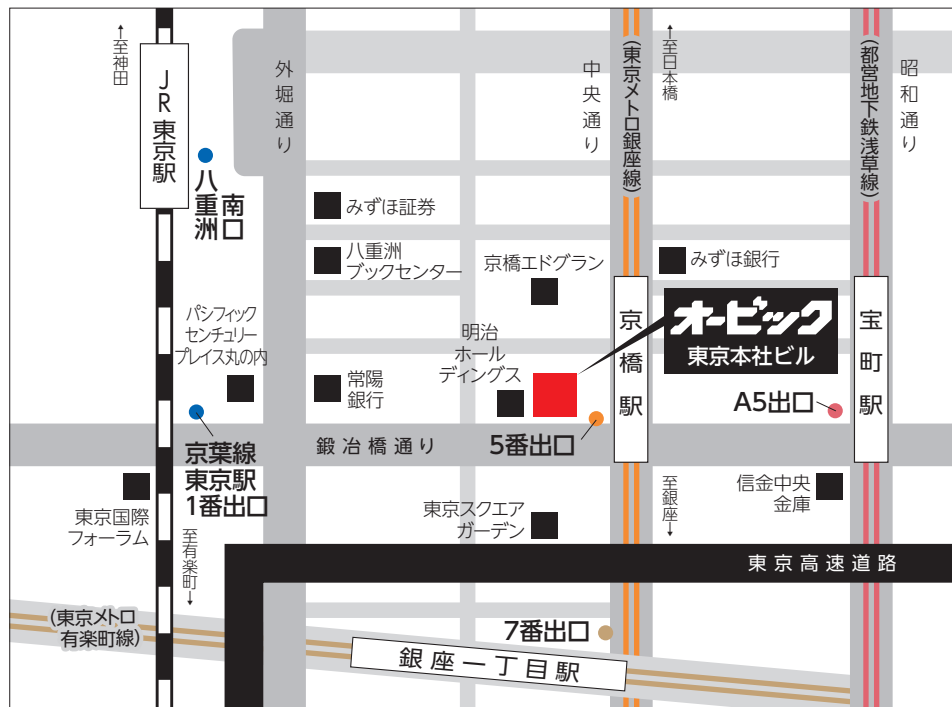 ↑至神田
JR東京駅
外堀通り
中央通り
(東京メトロ銀座線)
↑至日本橋
(都営地下鉄浅草線)
昭和通り
八重洲
南口
みずほ証券
八重洲
ブックセンター
京橋エドグラン
みずほ銀行
パシフィック
センチュリー
プレイス丸の内
明治
ホール
ディングス
京橋駅
オービック
東京本社ビル
宝町駅
常陽
銀行
A5出口
京葉線
東京駅
1番出口
鍛冶橋通り
5番出口
東京国際
フォーラム
至有楽町↓
東京スクエア
ガーデン
至銀座↓
信金中央
金庫
東京高速道路
(東京メトロ
有楽町線)
7番出口
銀座一丁目駅